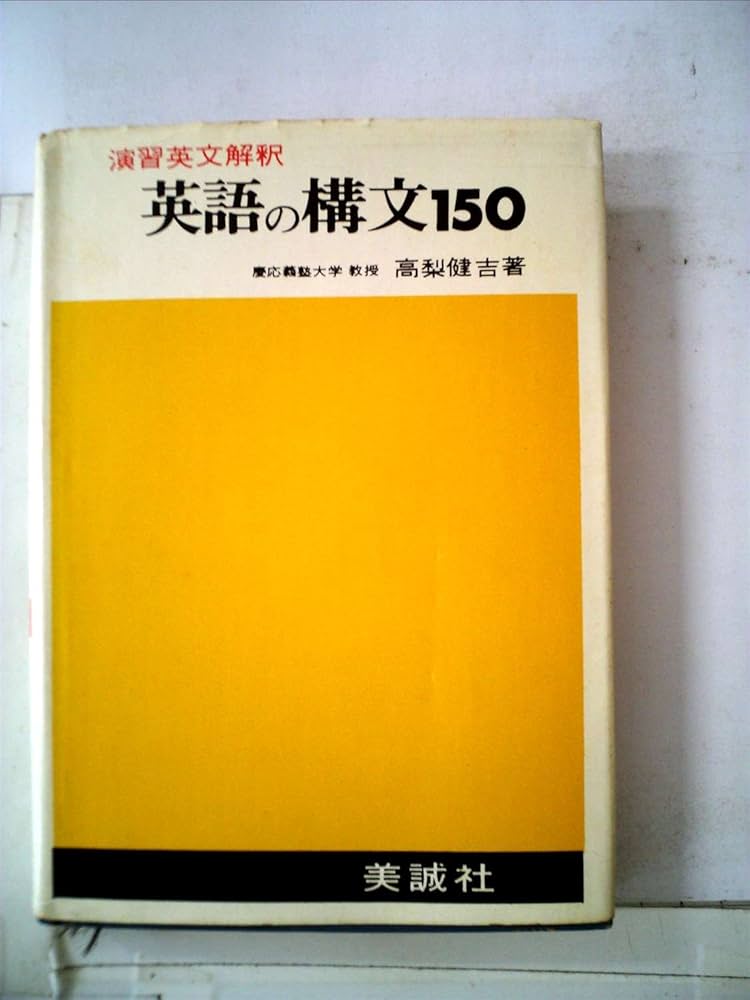 演習英文解釈
英語の構文150
慶応義塾大学 教授 高梨健吉著
美誠社